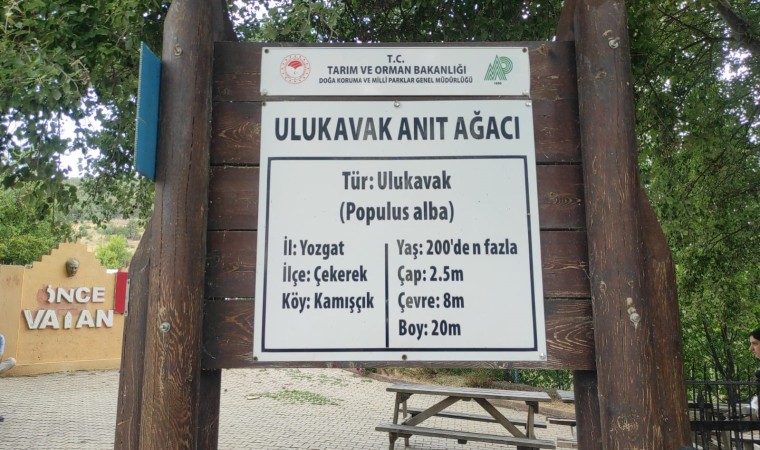 T.C.
TARIM VE ORMAN BAKANLIĞI
DOĞA KORUMA VE MİLLİ PARKLAR GENEL MÜDÜRLÜĞÜ
ULUKAVAK ANIT AĞACI
Tür: Ulukavak
(Populus alba)
İl: Yozgat
İlçe: Çekerek
Köy: Kamışçık
Yaş: 200'de n fazla
Çap: 2.5m
Çevre: 8m
Boy: 20m
ÖNCE
VATAN